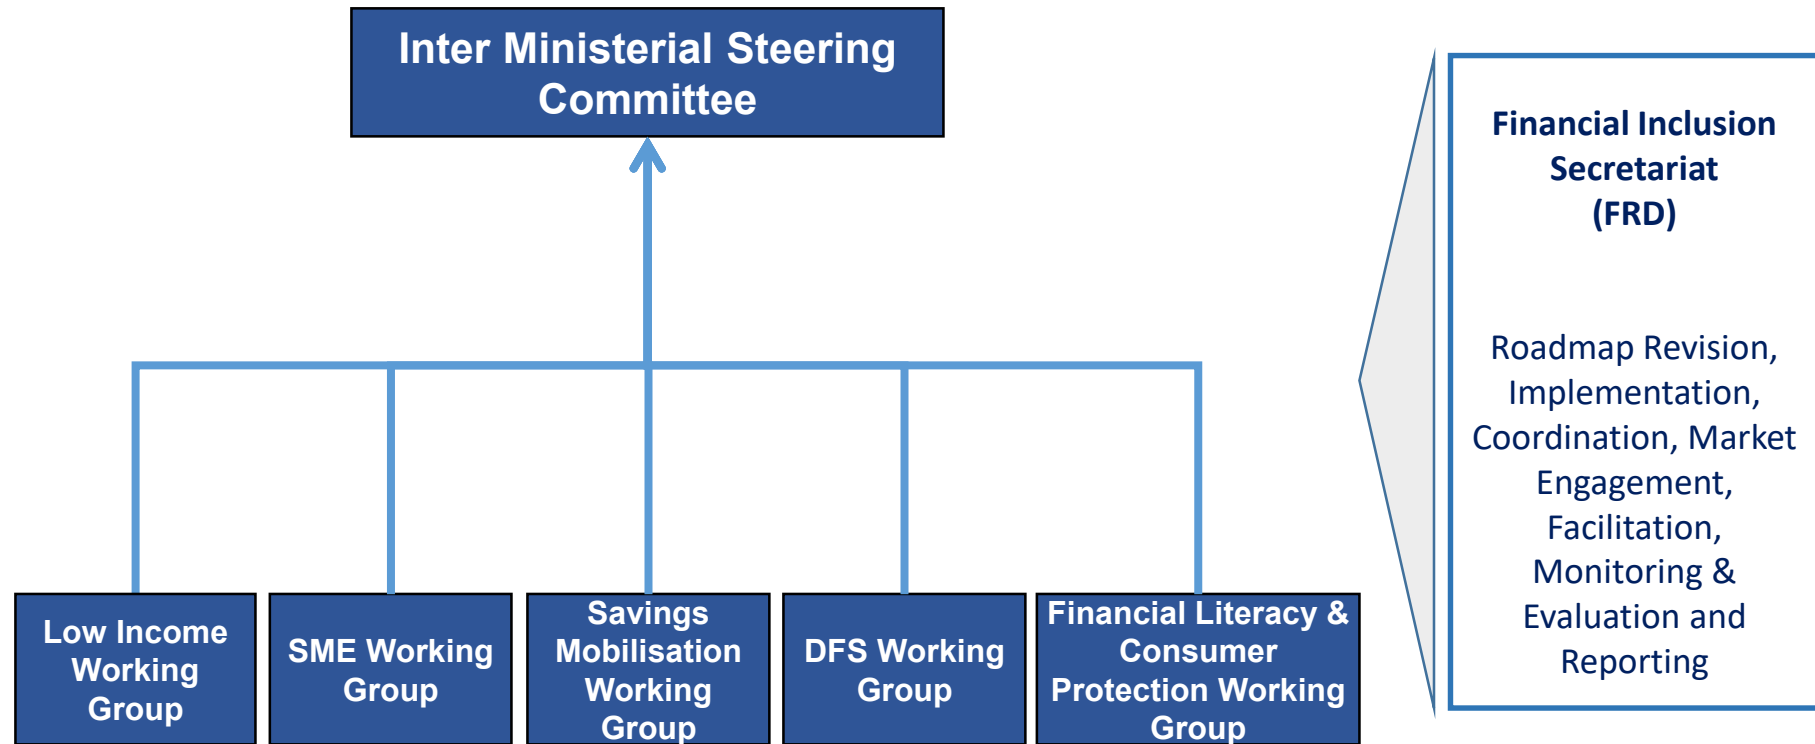 Inter Ministerial Steering
Committee
Financial Inclusion
Secretariat
(FRD)
Roadmap Revision,
Implementation,
Coordination, Market
Engagement,
Facilitation,
Monitoring &
Evaluation and
Reporting
Low Income
Working
Group
SME Working
Group
Savings
Mobilisation
Working
Group
DFS Working
Group
Financial Literacy &
Consumer
Protection Working
Group